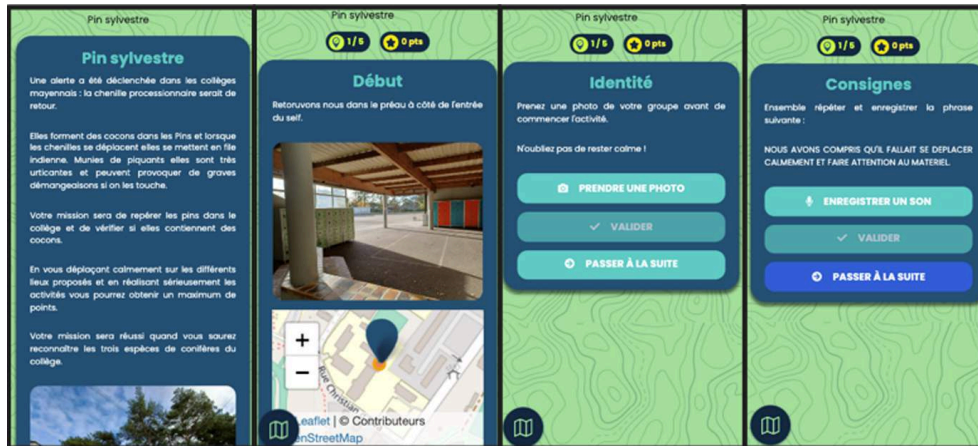 Pin sylvestre
Pin sylvestre
Une alerte a été déclenchée dans les collèges
mayennais : la chenille processionnaire serait de
retour.
Elles forment des cocons dans les Pins et lorsque
les chenilles se déplacent elles se mettent en file
indienne. Munies de piquants elles sont très
urticantes et peuvent provoquer de graves
démangeaisons si on les touche.
Votre mission sera de repérer les pins dans le
collège et de vérifier si elles contiennent des
cocons.
En vous déplaçant calmement sur les différents
lieux proposés et en réalisant sérieusement les
activités vous pourrez obtenir un maximum de
points.
Votre mission sera réussi quand vous saurez
reconnaître les trois espèces de conifères du
collège.
Pin sylvestre
1/5
0 pts
Début
Retoruvons nous dans le préau à côté de l'entrée
du self.
+
−
Rue Christian
Leaflet | © Contributeurs
enStreetMap
Pin sylvestre
1/5
0 pts
Identité
Prenez une photo de votre groupe avant de
commencer l'activité.
N'oubliez pas de rester calme !
PRENDRE UNE PHOTO
VALIDER
PASSER À LA SUITE
Pin sylvestre
1/5
0 pts
Consignes
Ensemble répéter et enregistrer la phrase
suivante :
NOUS AVONS COMPRIS QU'IL FALLAIT SE DEPLACER
CALMEMENT ET FAIRE ATTENTION AU MATERIEL.
ENREGISTRER UN SON
VALIDER
PASSER À LA SUITE